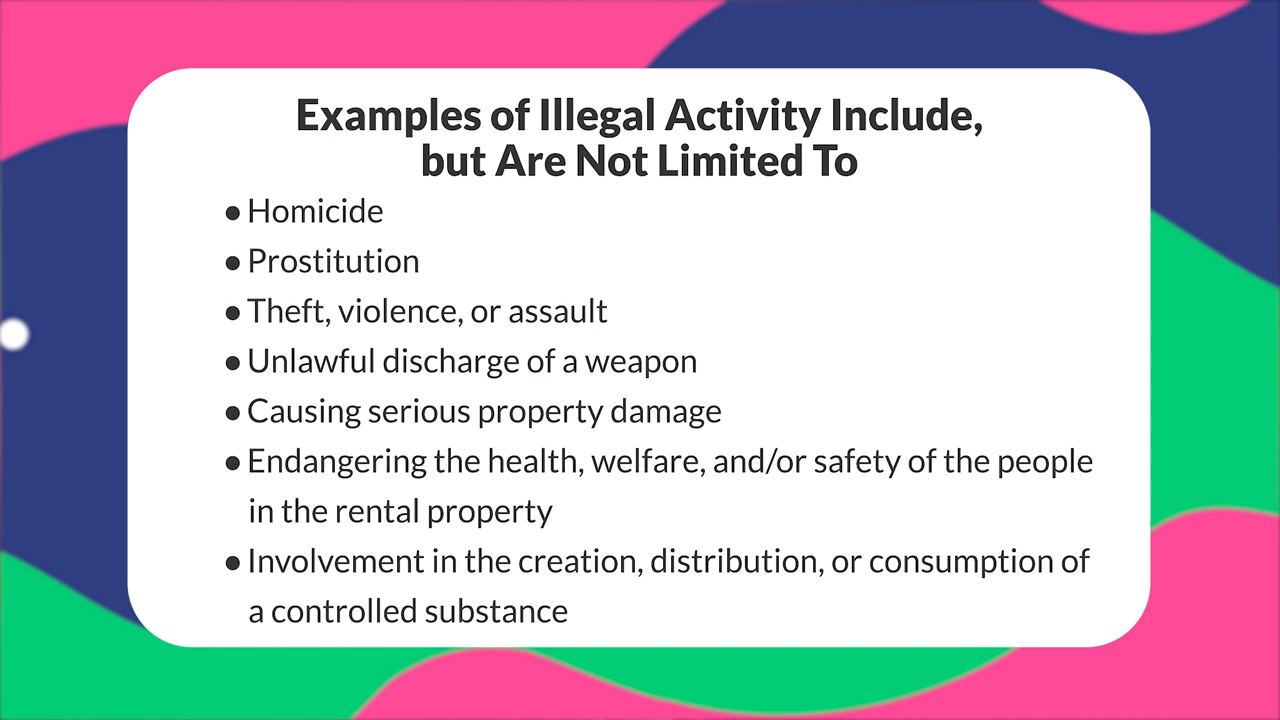 Examples of Illegal Activity Include,
but Are Not Limited To
● Homicide
● Prostitution
● Theft, violence, or assault
● Unlawful discharge of a weapon
● Causing serious property damage
● Endangering the health, welfare, and/or safety of the people
in the rental property
● Involvement in the creation, distribution, or consumption of
a controlled substance